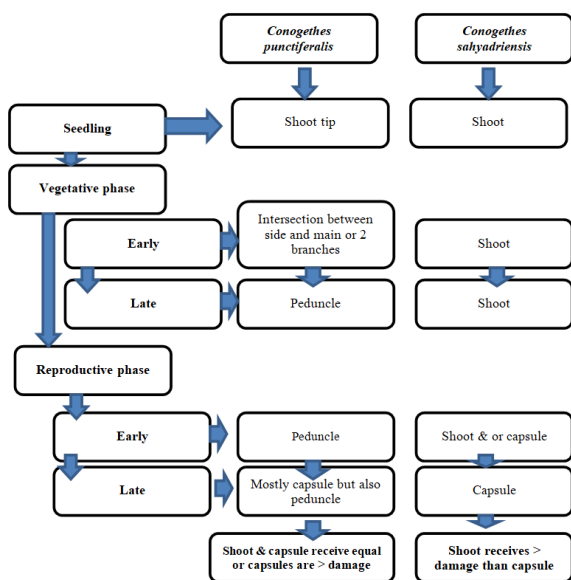 Conogethes
punctiferalis
Conogethes
sahyadriensis
Seedling
Shoot tip
Shoot
Vegetative phase
Early
Intersection between
side and main or 2
branches
Shoot
Late
Peduncle
Shoot
Reproductive phase
Early
Peduncle
Shoot & or capsule
Late
Mostly capsule but also
peduncle
Capsule
Shoot & capsule receive equal
or capsules are > damage
Shoot receives >
damage than capsule